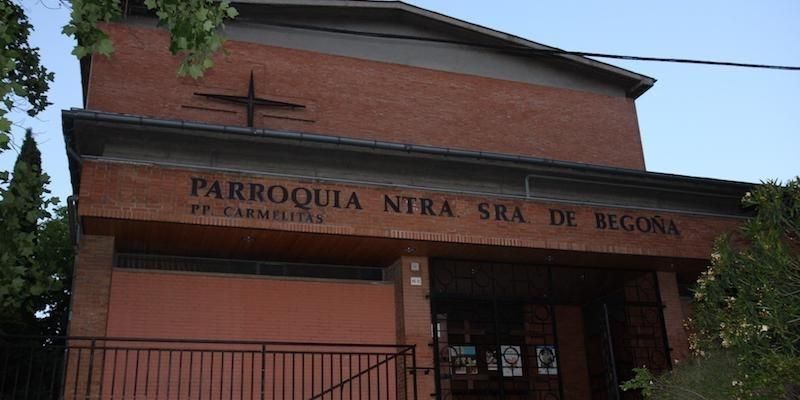 PARROQUIA NTRA. SRA. DE BEGOÑA
PP. CARMELITAS